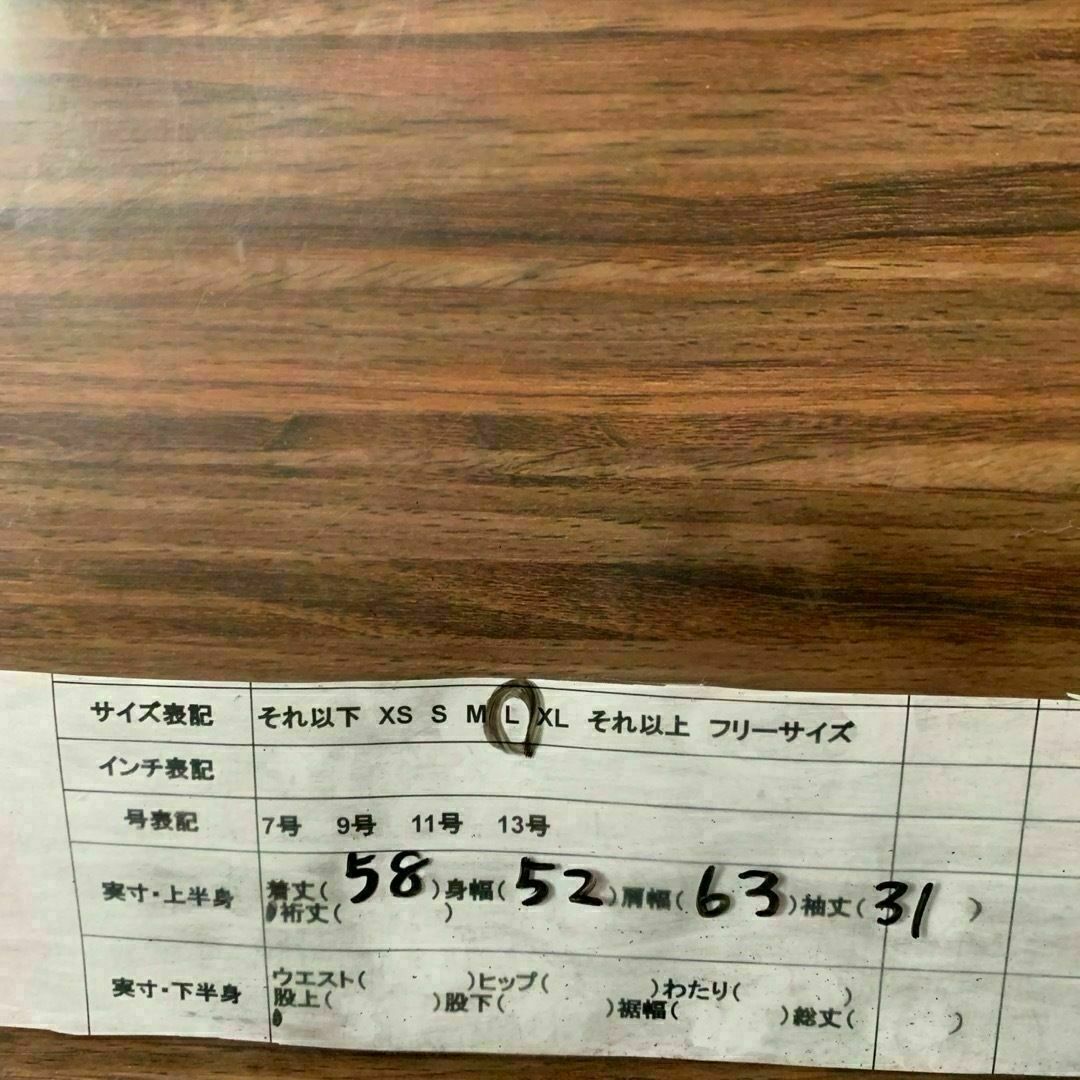 サイズ表記 それ以下 XS S M L XL それ以上 フリーサイズ
インチ表記
号表記 7号 9号 11号 13号
実寸・上半身 着丈( 58 )身幅( 52 )肩幅( 63 )袖丈( 31 )
裄丈( )
実寸・下半身 ウエスト( )ヒップ( )わたり( )
股上( )股下( )裾幅( )総丈( )